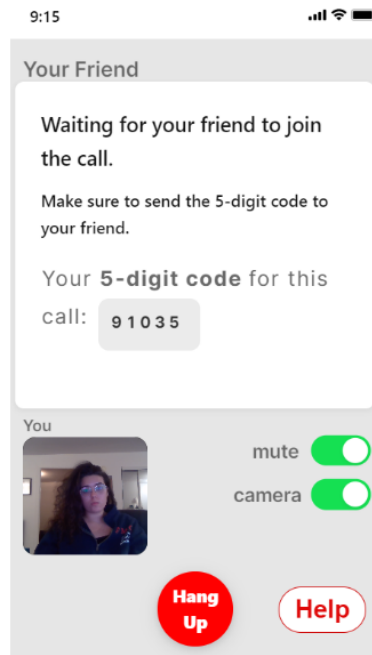 9:15
Your Friend
Waiting for your friend to join
the call.
Make sure to send the 5-digit code to
your friend.
Your 5-digit code for this
call: 91035
You
mute
camera
Hang
Up
Help